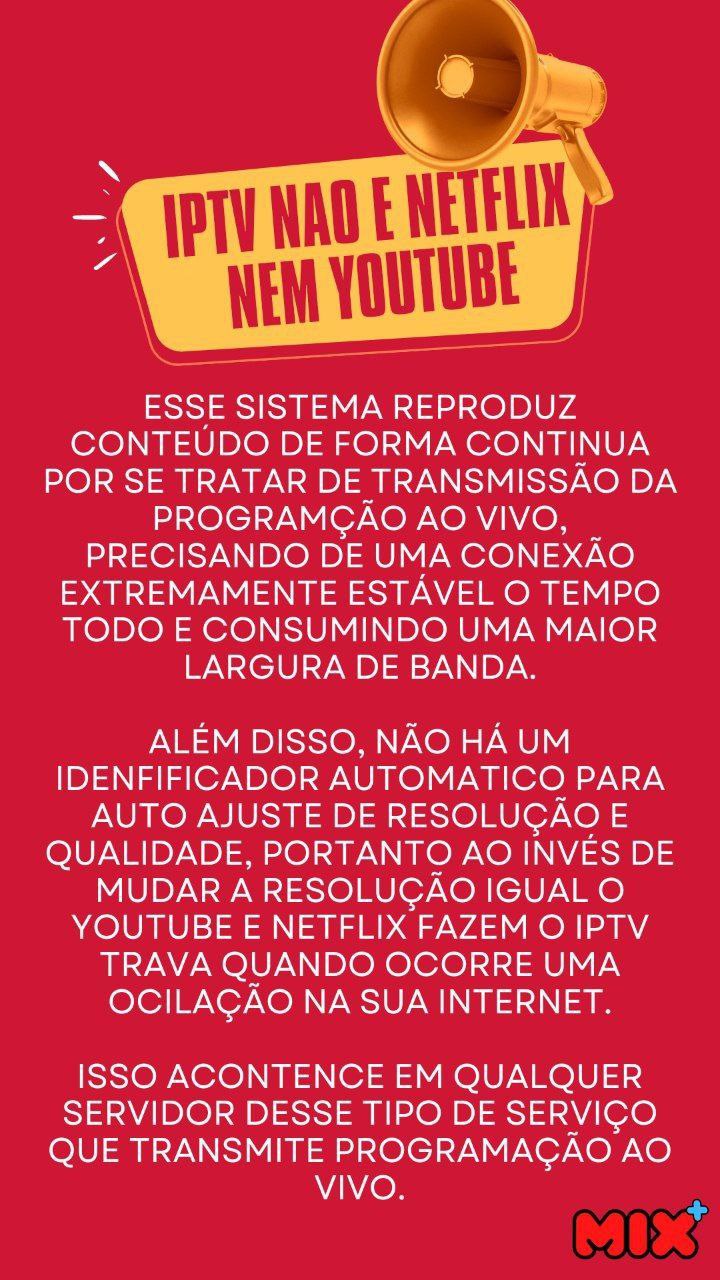 IPTV NAO E NETFLIX
NEM YOUTUBE
ESSE SISTEMA REPRODUZ
CONTEÚDO DE FORMA CONTINUA
POR SE TRATAR DE TRANSMISSÃO DA
PROGRAMÇÃO AO VIVO,
PRECISANDO DE UMA CONEXÃO
EXTREMAMENTE ESTÁVEL O TEMPO
TODO E CONSUMINDO UMA MAIOR
LARGURA DE BANDA.
ALÉM DISSO, NÃO HÁ UM
IDENFIFICADOR AUTOMATICO PARA
AUTO AJUSTE DE RESOLUÇÃO E
QUALIDADE, PORTANTO AO INVÉS DE
MUDAR A RESOLUÇÃO IGUAL O
YOUTUBE E NETFLIX FAZEM O IPTV
TRAVA QUANDO OCORRE UMA
OCILAÇÃO NA SUA INTERNET.
ISSO ACONTENCE EM QUALQUER
SERVIDOR DESSE TIPO DE SERVIÇO
QUE TRANSMITE PROGRAMAÇÃO AO
VIVO.
MIX+